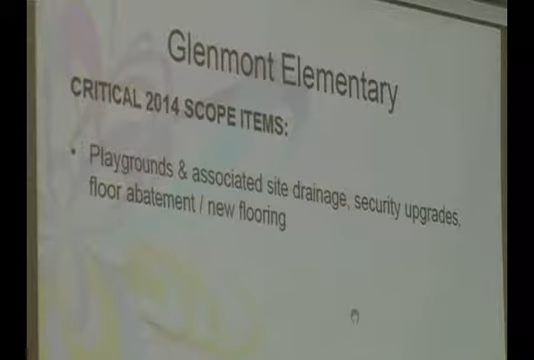 Glenmont Elementary
CRITICAL 2014 SCOPE ITEMS:
• Playgrounds & associated site drainage, security upgrades,
floor abatement / new flooring